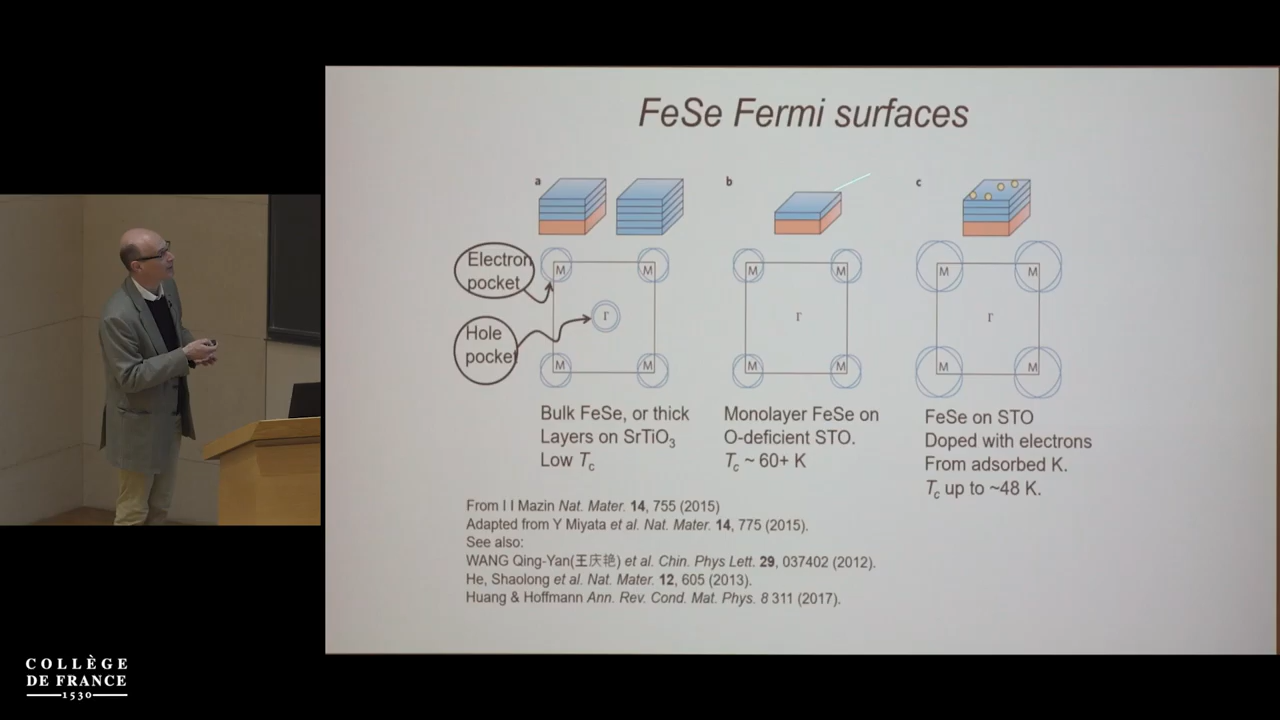 FeSe Fermi surfaces
a
b
c
Electron
pocket
Hole
pocket
M
M
Γ
M
M
M
M
Γ
M
M
M
M
Γ
M
M
Bulk FeSe, or thick
Layers on SrTiO3
Low Tc
Monolayer FeSe on
O-deficient STO.
Tc ~ 60+ K
FeSe on STO
Doped with electrons
From adsorbed K.
Tc up to ~48 K.
From I I Mazin Nat. Mater. 14, 755 (2015)
Adapted from Y Miyata et al. Nat. Mater. 14, 775 (2015).
See also:
WANG Qing-Yan(王庆艳) et al. Chin. Phys Lett. 29, 037402 (2012).
He, Shaolong et al. Nat. Mater. 12, 605 (2013).
Huang & Hoffmann Ann. Rev. Cond. Mat. Phys. 8 311 (2017).
COLLÈGE
DE FRANCE
1530